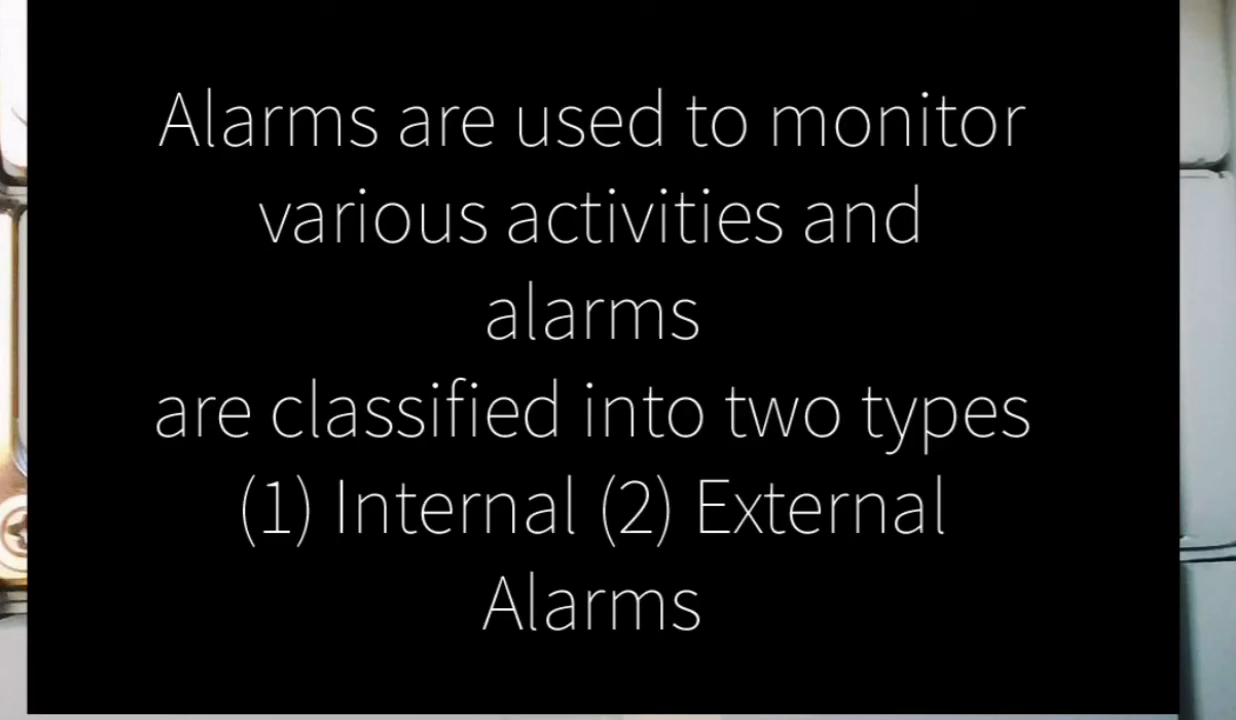 Alarms are used to monitor
various activities and
alarms
are classified into two types
(1) Internal (2) External
Alarms